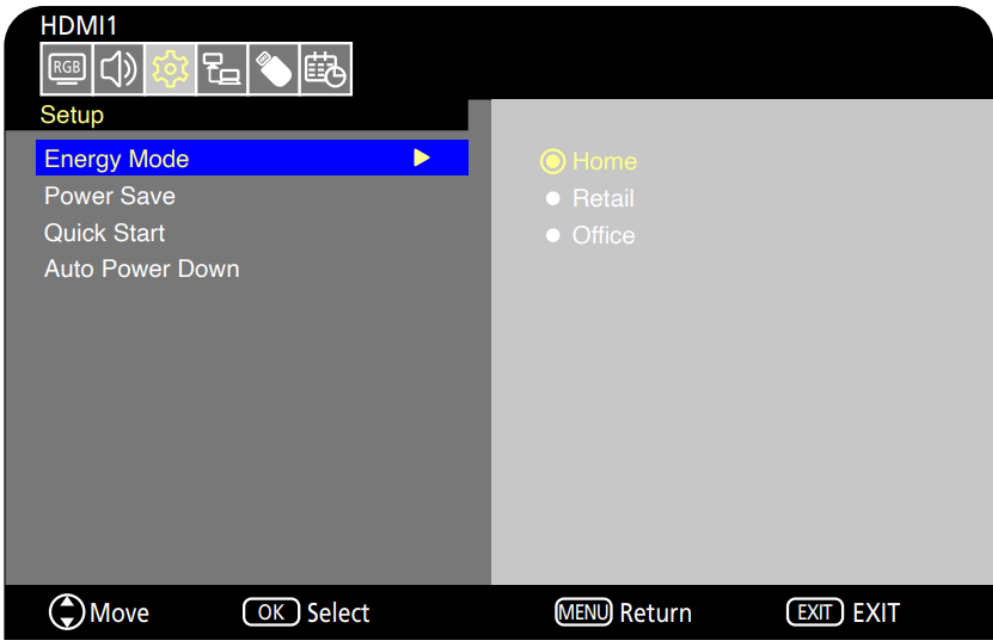 HDMI1
RGB
Setup
Energy Mode
Power Save
Quick Start
Auto Power Down
Home
Retail
Office
Move OK Select MENU Return EXIT EXIT